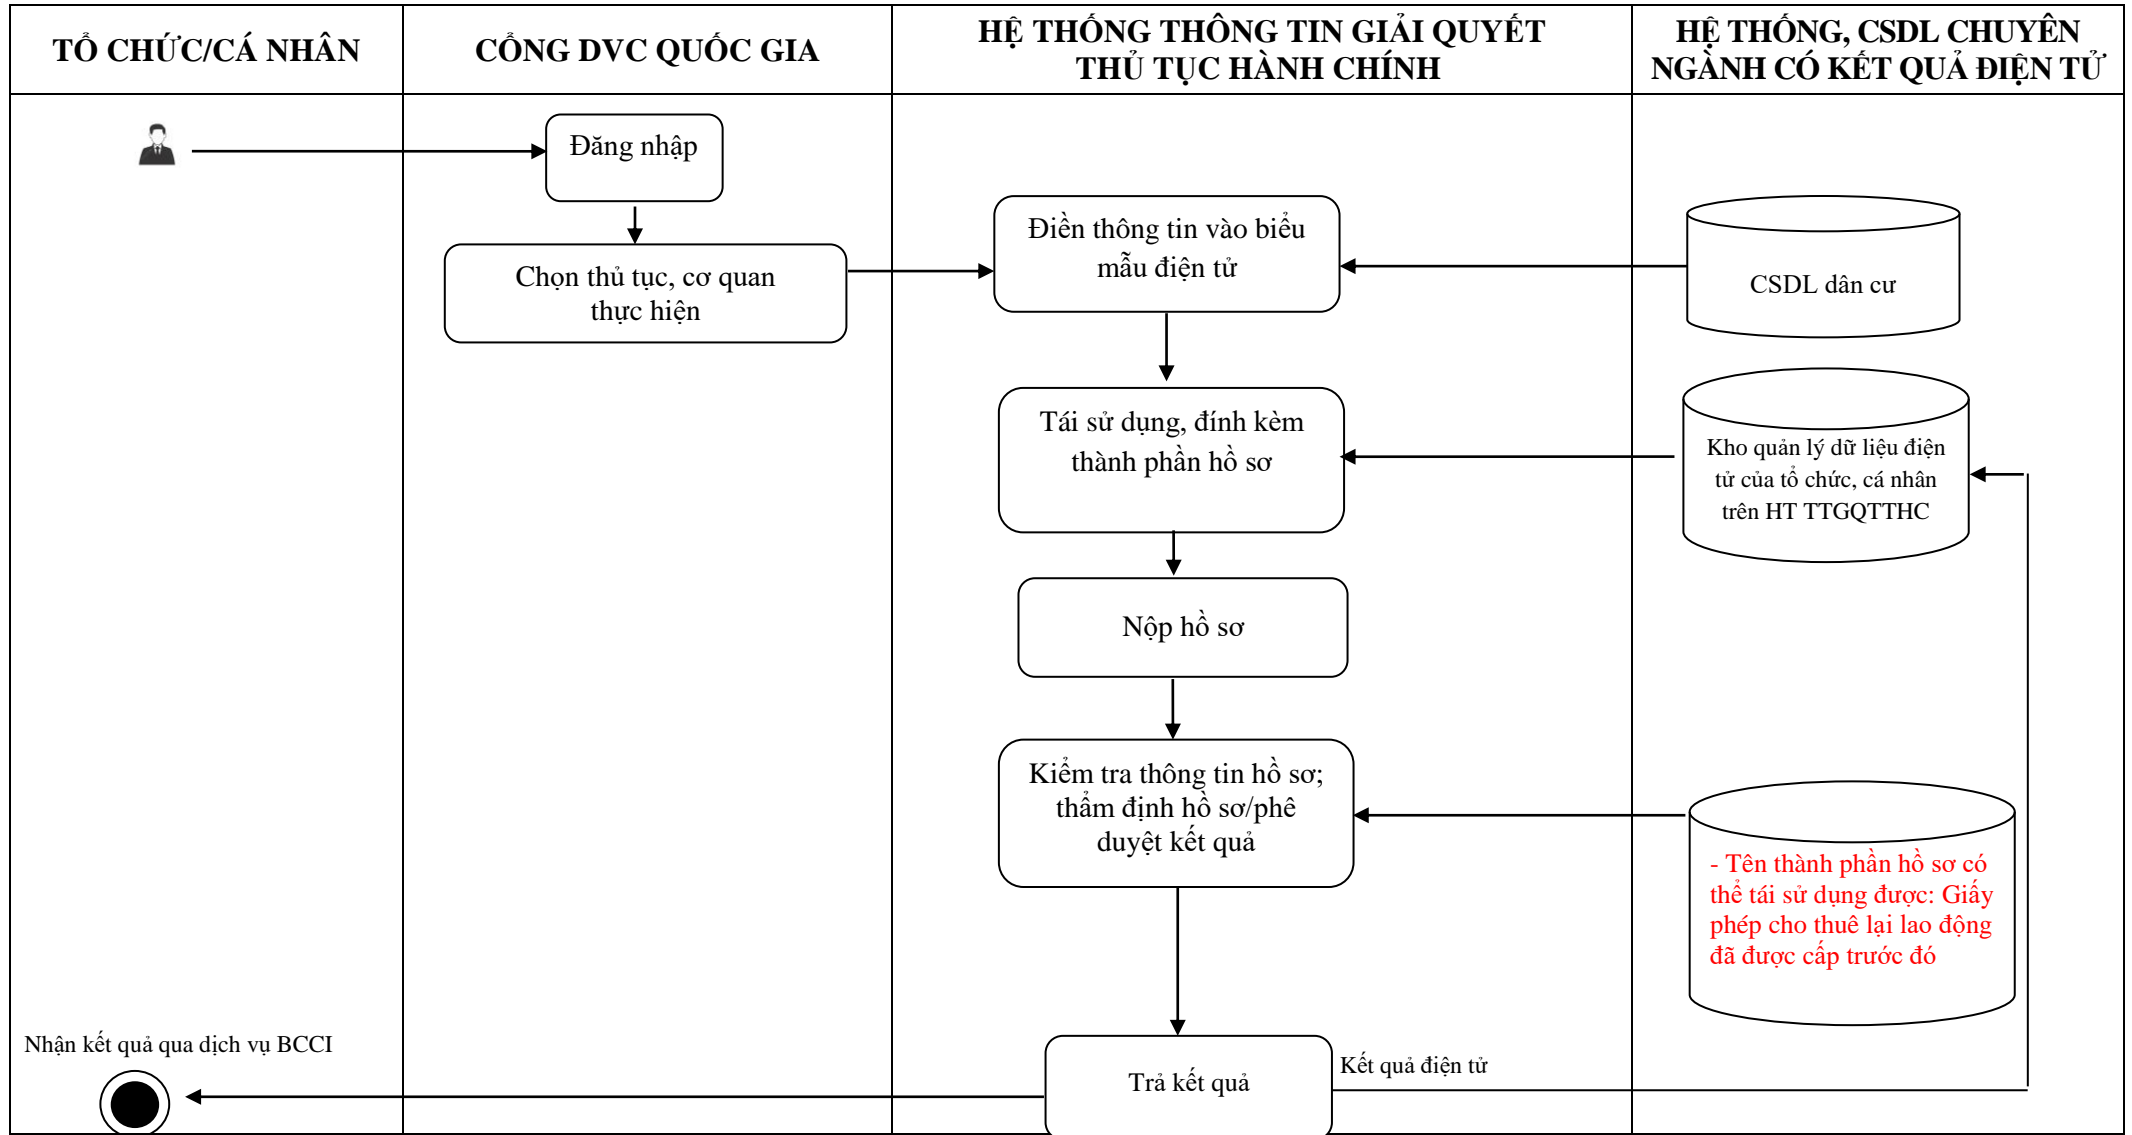 TỔ CHỨC/CÁ NHÂN
CỔNG DVC QUỐC GIA
HỆ THỐNG THÔNG TIN GIẢI QUYẾT
THỦ TỤC HÀNH CHÍNH
HỆ THỐNG, CSDL CHUYÊN
NGÀNH CÓ KẾT QUẢ ĐIỆN TỬ
Đăng nhập
Chọn thủ tục, cơ quan
thực hiện
Điền thông tin vào biểu
mẫu điện tử
CSDL dân cư
Tái sử dụng, đính kèm
thành phần hồ sơ
Kho quản lý dữ liệu điện
tử của tổ chức, cá nhân
trên HT TTGQTTHC
Nộp hồ sơ
Kiểm tra thông tin hồ sơ;
thẩm định hồ sơ/phê
duyệt kết quả
- Tên thành phần hồ sơ có
thể tái sử dụng được: Giấy
phép cho thuê lại lao động
đã được cấp trước đó
Nhận kết quả qua dịch vụ BCCI
Trả kết quả
Kết quả điện tử